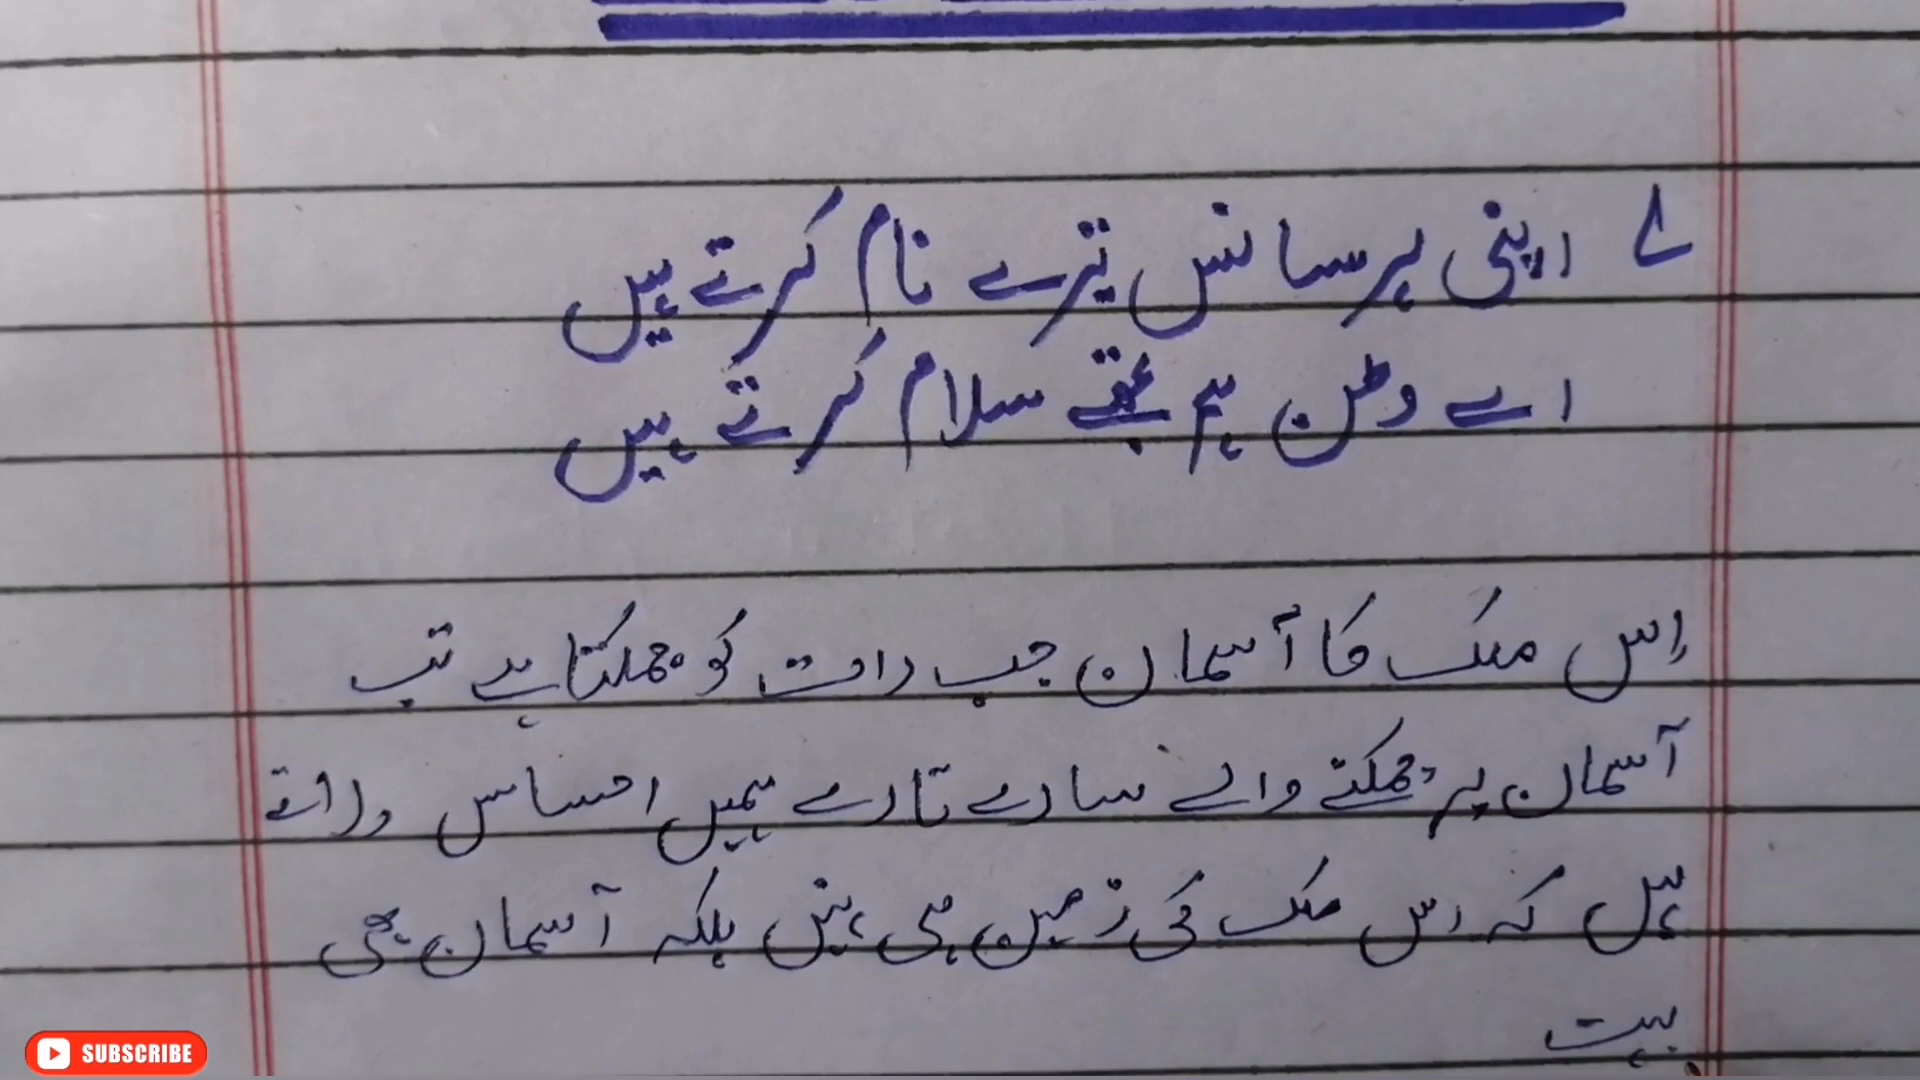 ؎ اپنی ہر سانس تیرے نام کرتے ہیں
اے وطن ہم تجھے سلام کرتے ہیں
اِس ملک کا آسمان جب رات کو چمکتا ہے تب
آسمان پر چمکتے والے سارے تارے ہمیں احساس دلاتے
ہیں کہ اس ملک کی زمین ہی نہیں بلکہ آسمان بھی
بہت
SUBSCRIBE